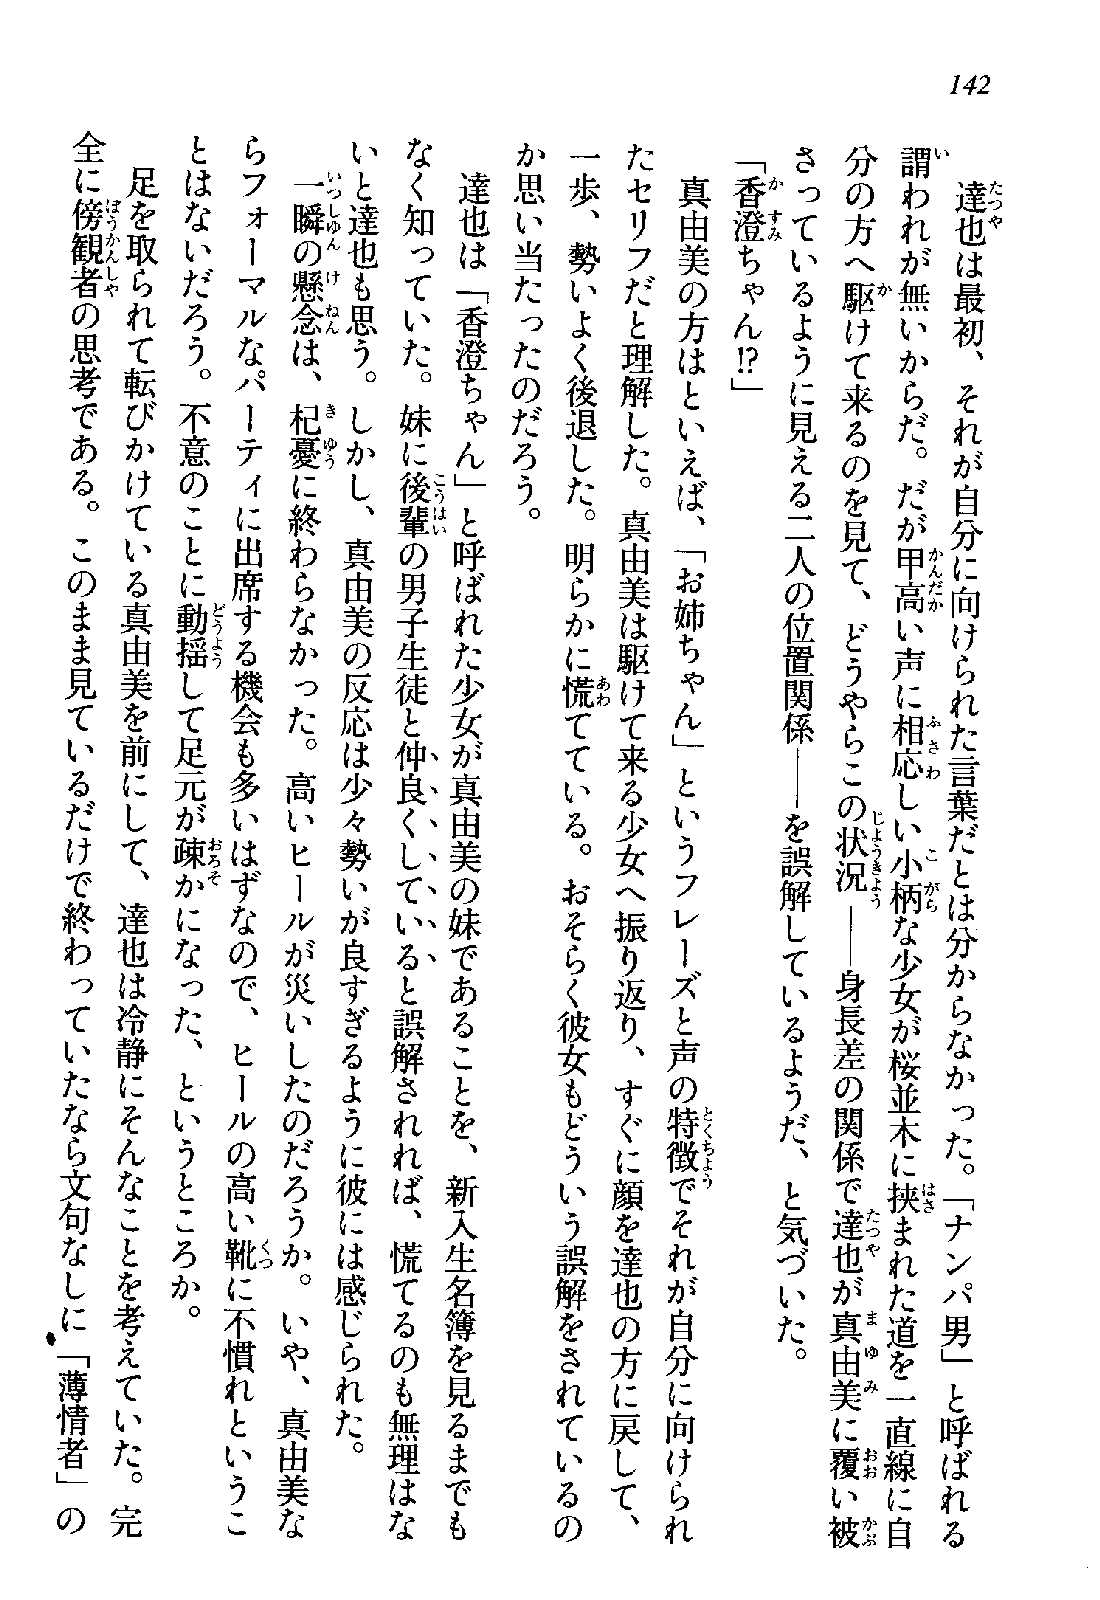 142
達也は最初、それが自分に向けられた言葉だとは分からなかった。「ナンパ男」と呼ばれる
謂われが無いからだ。だが甲高い声に相応しい小柄な少女が桜並木に挟まれた道を一直線に自
分の方へ駆けて来るのを見て、どうやらこの状況――身長差の関係で達也が真由美に覆い被
さっているように見える二人の位置関係――を誤解しているようだ、と気づいた。
「香澄ちゃん!?」
真由美の方はといえば、「お姉ちゃん」というフレーズと声の特徴でそれが自分に向けられ
たセリフだと理解した。真由美は駆けて来る少女へ振り返り、すぐに顔を達也の方に戻して、
一歩、勢いよく後退した。明らかに慌てている。おそらく彼女もどういう誤解をされているの
か思い当たったのだろう。
達也は「香澄ちゃん」と呼ばれた少女が真由美の妹であることを、新入生名簿を見るまでも
なく知っていた。妹に後輩の男子生徒と仲良くしていると誤解されれば、慌てるのも無理はな
いと達也も思う。しかし、真由美の反応は少々勢いが良すぎるように彼には感じられた。
一瞬の懸念は、杞憂に終わらなかった。高いヒールが災いしたのだろうか。いや、真由美な
らフォーマルなパーティに出席する機会も多いはずなので、ヒールの高い靴に不慣れというこ
とはないだろう。不意のことに動揺して足元が疎かになった、というところか。
足を取られて転びかけている真由美を前にして、達也は冷静にそんなことを考えていた。完
全に傍観者の思考である。このまま見ているだけで終わっていたなら文句なしに「薄情者」の